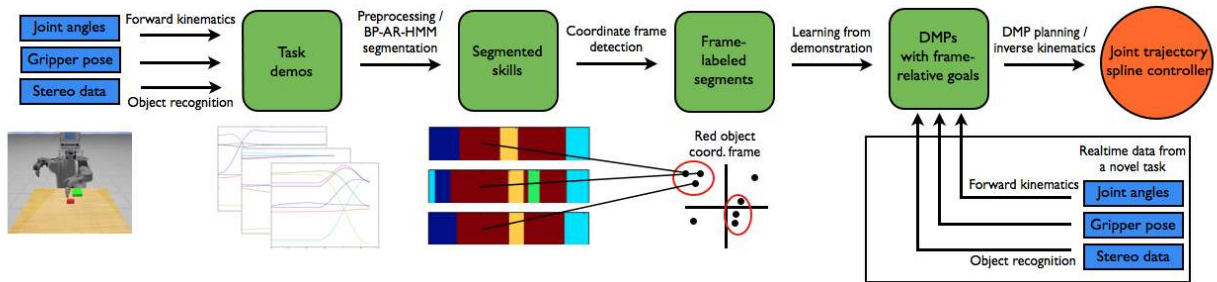 Joint angles
Gripper pose
Stereo data
Forward kinematics
Object recognition
Task
demos
Preprocessing /
BP-AR-HMM
segmentation
Segmented
skills
Coordinate frame
detection
Frame-
labeled
segments
Learning from
demonstration
DMPs
with frame-
relative goals
DMP planning /
inverse kinematics
Joint trajectory
spline controller
Red object
coord. frame
Realtime data from
a novel task
Forward kinematics
Joint angles
Gripper pose
Object recognition
Stereo data